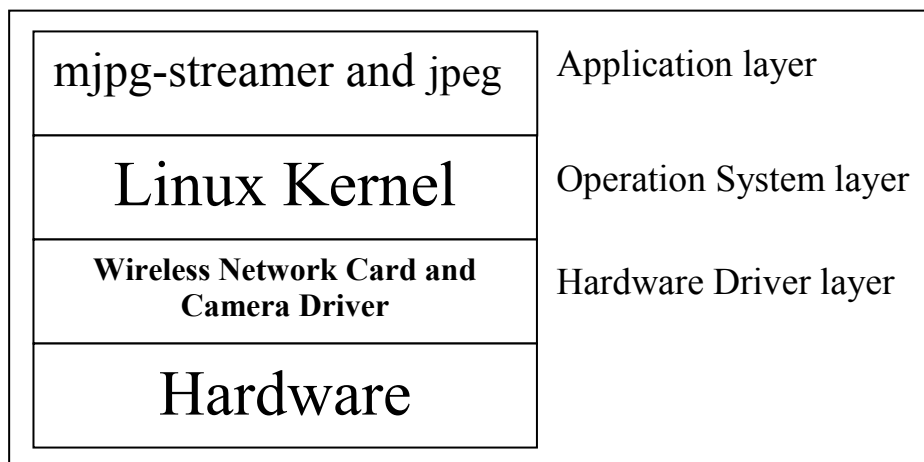 mjpg-streamer and jpeg
Application layer
Linux Kernel
Operation System layer
Wireless Network Card and
Camera Driver
Hardware Driver layer
Hardware